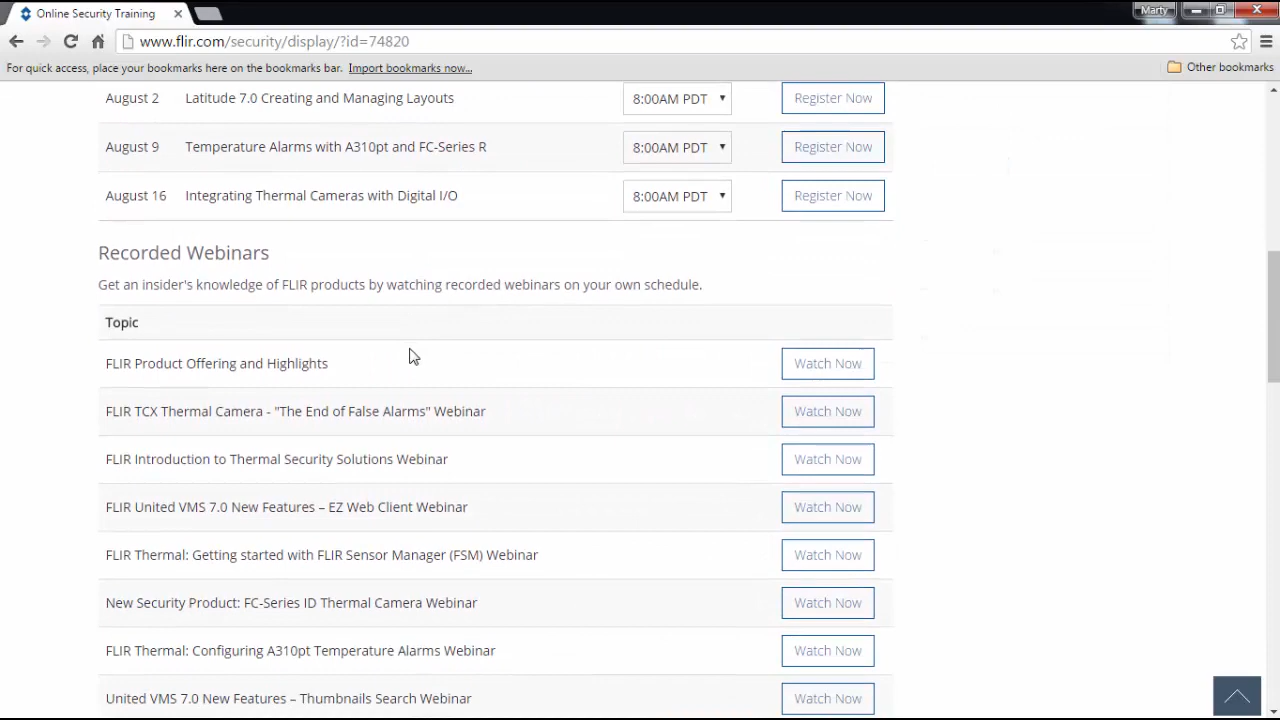 Online Security Training
Marty
www.flir.com/security/display/?id=74820
For quick access, place your bookmarks here on the bookmarks bar. Import bookmarks now...
Other bookmarks
August 2 Latitude 7.0 Creating and Managing Layouts 8:00AM PDT Register Now
August 9 Temperature Alarms with A310pt and FC-Series R 8:00AM PDT Register Now
August 16 Integrating Thermal Cameras with Digital I/O 8:00AM PDT Register Now
Recorded Webinars
Get an insider's knowledge of FLIR products by watching recorded webinars on your own schedule.
Topic
FLIR Product Offering and Highlights Watch Now
FLIR TCX Thermal Camera - "The End of False Alarms" Webinar Watch Now
FLIR Introduction to Thermal Security Solutions Webinar Watch Now
FLIR United VMS 7.0 New Features – EZ Web Client Webinar Watch Now
FLIR Thermal: Getting started with FLIR Sensor Manager (FSM) Webinar Watch Now
New Security Product: FC-Series ID Thermal Camera Webinar Watch Now
FLIR Thermal: Configuring A310pt Temperature Alarms Webinar Watch Now
United VMS 7.0 New Features – Thumbnails Search Webinar Watch Now